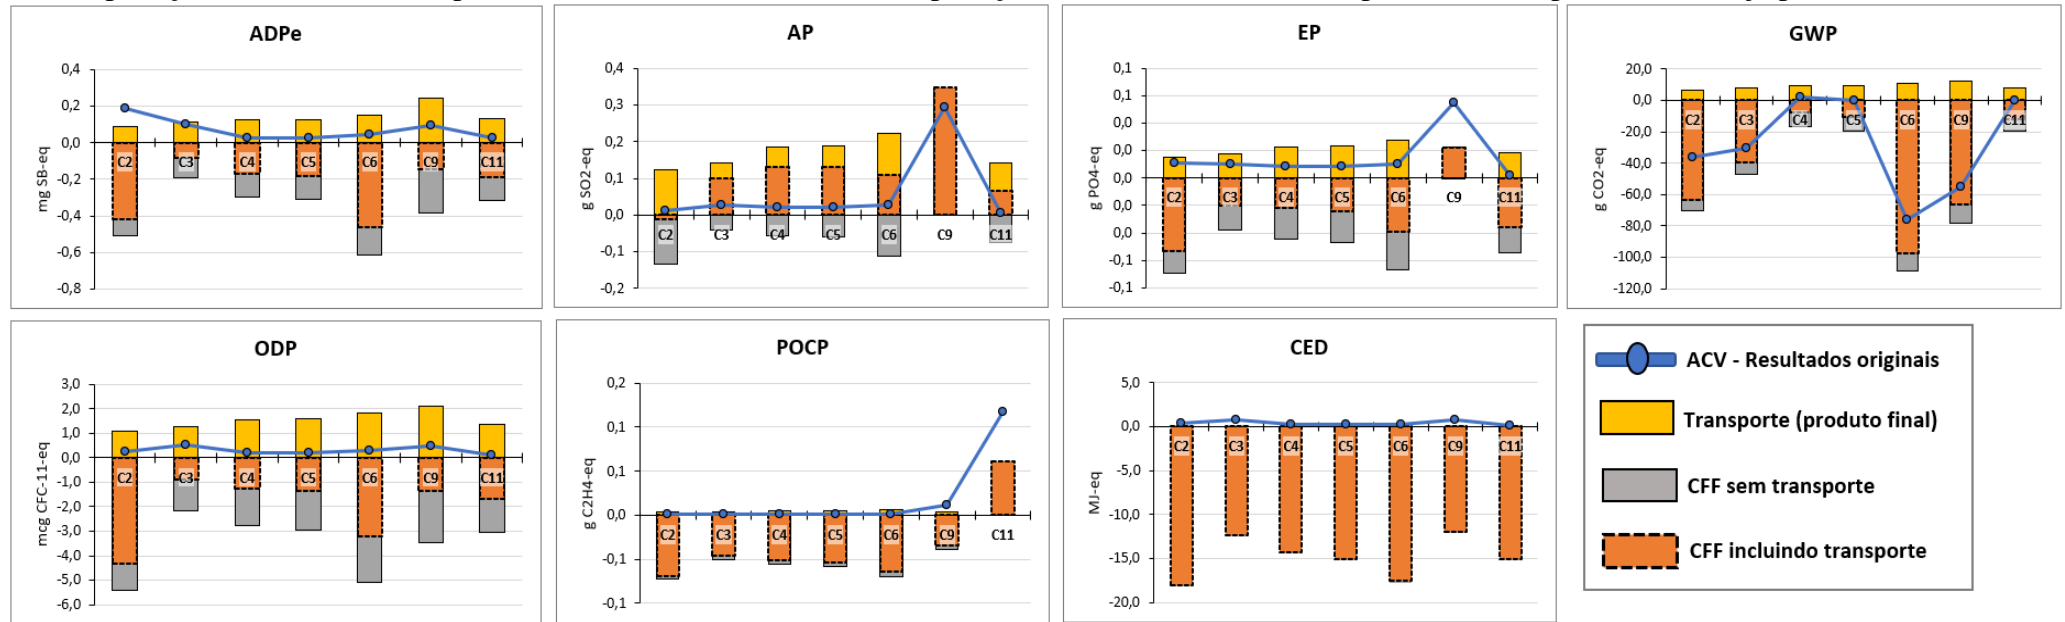 ADPe
0,4
0,2
0,0
-0,2
-0,4
-0,6
-0,8
mg SB-eq
C2
C3
C4
C5
C6
C9
C11
AP
0,4
0,3
0,2
0,1
0,0
-0,1
-0,2
g SO2-eq
C2
C3
C4
C5
C6
C9
C11
EP
0,1
0,1
0,0
0,0
0,0
0,0
0,0
-0,1
-0,1
g PO4-eq
C2
C3
C4
C5
C6
C9
C11
GWP
20,0
0,0
-20,0
-40,0
-60,0
-80,0
-100,0
-120,0
g CO2-eq
C2
C3
C4
C5
C6
C9
C11
ODP
3,0
2,0
1,0
0,0
-1,0
-2,0
-3,0
-4,0
-5,0
-6,0
mcg CFC-11-eq
C2
C3
C4
C5
C6
C9
C11
POCP
0,2
0,1
0,1
0,0
-0,1
-0,1
g C2H4-eq
C2
C3
C4
C5
C6
C9
C11
CED
5,0
0,0
-5,0
-10,0
-15,0
-20,0
MJ-eq
C2
C3
C4
C5
C6
C9
C11
ACV - Resultados originais
Transporte (produto final)
CFF sem transporte
CFF incluindo transporte